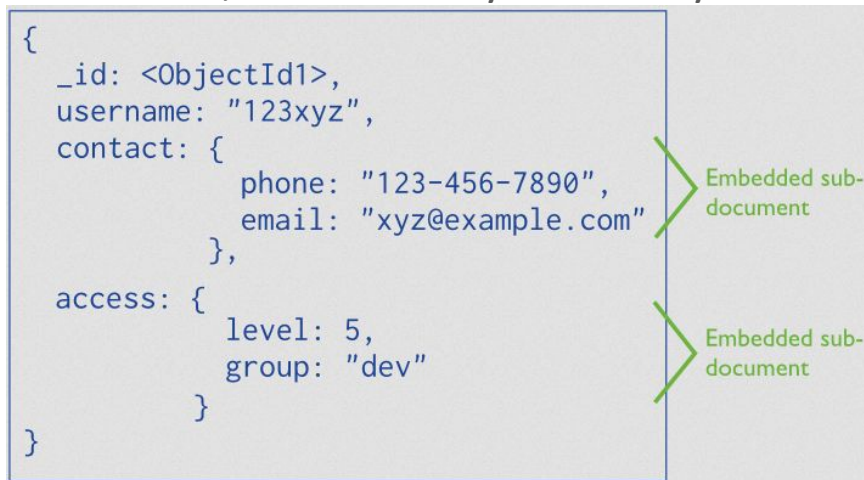 {
_id: <ObjectId1>,
username: "123xyz",
contact: {
phone: "123-456-7890",
email: "xyz@example.com"
},
access: {
level: 5,
group: "dev"
}
}
Embedded sub-
document
Embedded sub-
document